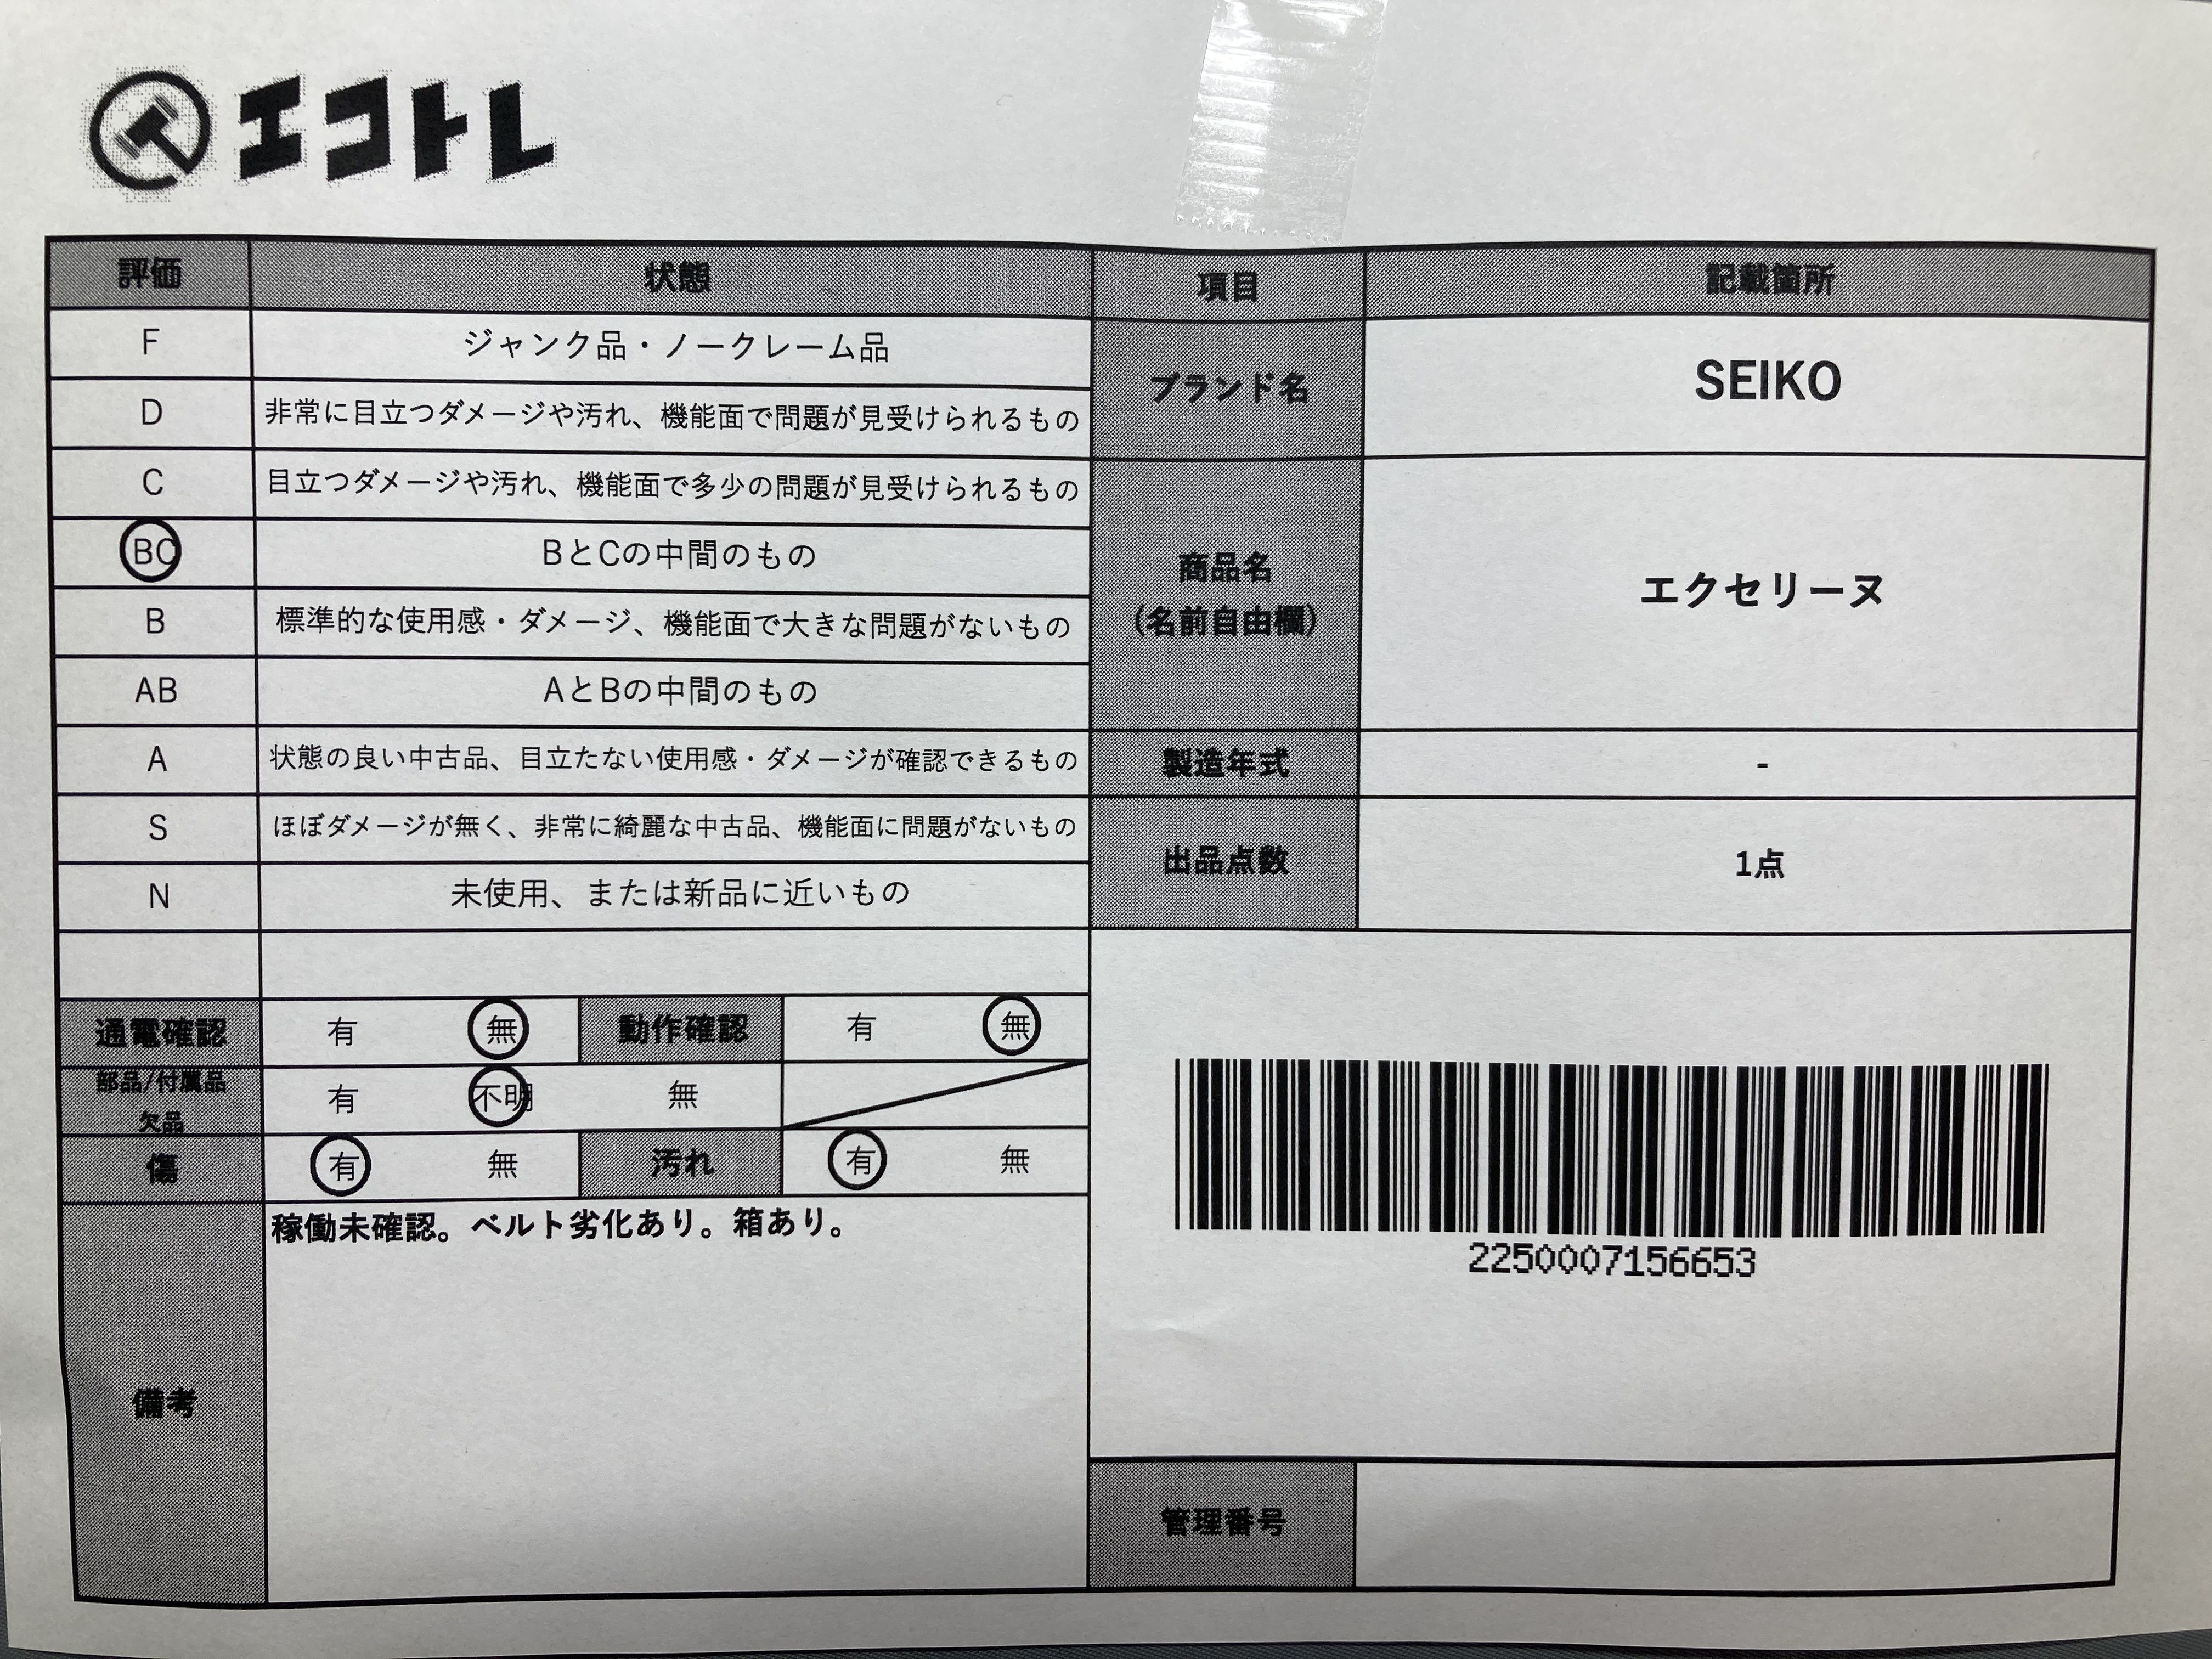 エコトレ
評価 状態
F ジャンク品・ノークレーム品
D 非常に目立つダメージや汚れ、機能面で問題が見受けられるもの
C 目立つダメージや汚れ、機能面で多少の問題が見受けられるもの
BC BとCの中間のもの
B 標準的な使用感・ダメージ、機能面で大きな問題がないもの
AB AとBの中間のもの
A 状態の良い中古品、目立たない使用感・ダメージが確認できるもの
S ほぼダメージが無く、非常に綺麗な中古品、機能面に問題がないもの
N 未使用、または新品に近いもの
通電確認 有 無 動作確認 有 無
部品/付属品
欠品
有 不明 無
傷 有 無 汚れ 有 無
備考
稼働未確認。ベルト劣化あり。箱あり。
項目 記載箇所
ブランド名 SEIKO
商品名
(名前自由欄)
エクセリーヌ
製造年式 -
出品点数 1点
2250007156653
管理番号